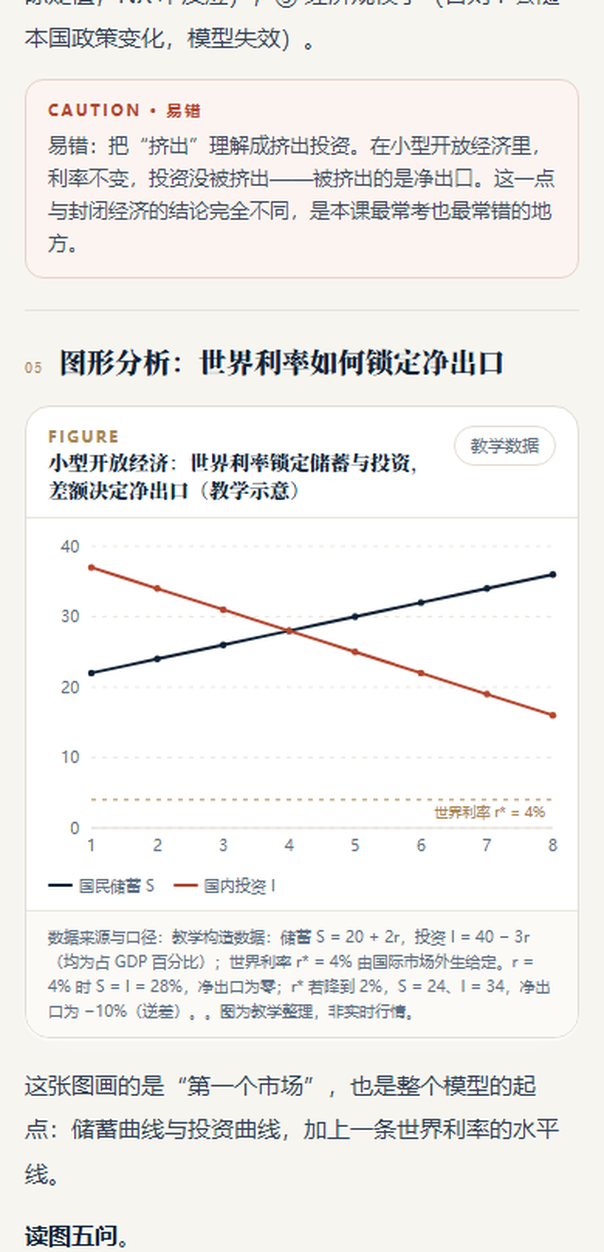 本国政策变化，模型失效）。
CAUTION • 易错
易错：把“挤出”理解成挤出投资。在小型开放经济里，
利率不变，投资没被挤出——被挤出的是净出口。这一点
与封闭经济的结论完全不同，是本课最常考也最常错的地
方。
05 图形分析：世界利率如何锁定净出口
FIGURE
小型开放经济：世界利率锁定储蓄与投资，
差额决定净出口（教学示意）
教学数据
40
30
20
10
0
世界利率 r* = 4%
1 2 3 4 5 6 7 8
国民储蓄 S 国内投资 I
数据来源与口径：教学构造数据：储蓄 S = 20 + 2r，投资 I = 40 − 3r
（均为占 GDP 百分比）；世界利率 r* = 4% 由国际市场外生给定。r =
4% 时 S = I = 28%，净出口为零；r* 若降到 2%，S = 24、I = 34，净出
口为 −10%（逆差）。。图为教学整理，非实时行情。
这张图画的是“第一个市场”，也是整个模型的起
点：储蓄曲线与投资曲线，加上一条世界利率的水平
线。
读图五问。